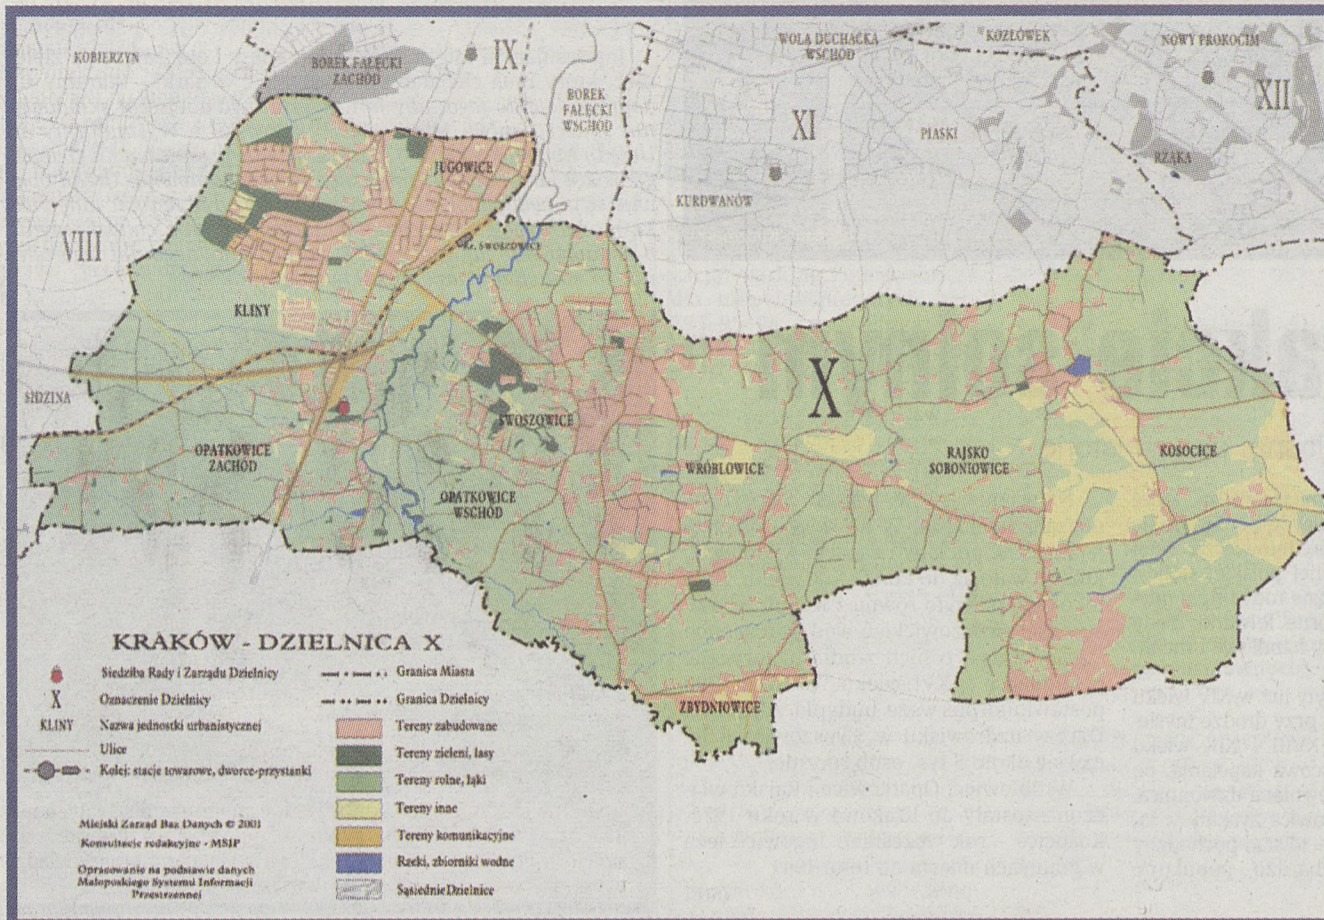 KOBIERZYN
BOREK FAŁĘCKI
ZACHÓD
IX
BOREK
FAŁĘCKI
WSCHÓD
WOLA DUCHACKA
WSCHÓD
KOZŁÓWEK
NOWY PROKOCIM
XII
XI
PIASKI
RŻĄKA
JUGOWICE
KURDWANÓW
VIII
SWOSZOWICE
KLINY
X
SIDZINA
SWOSZOWICE
OPATKOWICE
ZACHÓD
WRÓBLOWICE
RAJSKO
SOBONIOWICE
KOSOCICE
OPATKOWICE
WSCHÓD
ZBYDNIOWICE
KRAKÓW - DZIELNICA X
Siedziba Rady i Zarządu Dzielnicy
X Oznaczenie Dzielnicy
KLINY Nazwa jednostki urbanistycznej
Ulice
Kolej: stacje towarowe, dworce-przystanki
Granica Miasta
Granica Dzielnicy
Tereny zabudowane
Tereny zieleni, lasy
Tereny rolne, łąki
Tereny inne
Tereny komunikacyjne
Rzeki, zbiorniki wodne
Sąsiednie Dzielnice
Miejski Zarząd Baz Danych © 2001
Konsultacje redakcyjne - MSIP
Opracowanie na podstawie danych
Małopolskiego Systemu Informacji
Przestrzennej